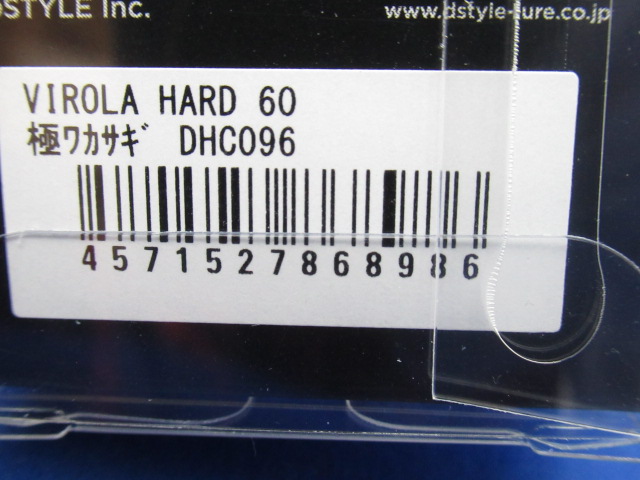 DSTYLE Inc.
www.dstyle-lure.co.jp
VIROLA HARD 60
極ワカサギ DHC096
4571527868986